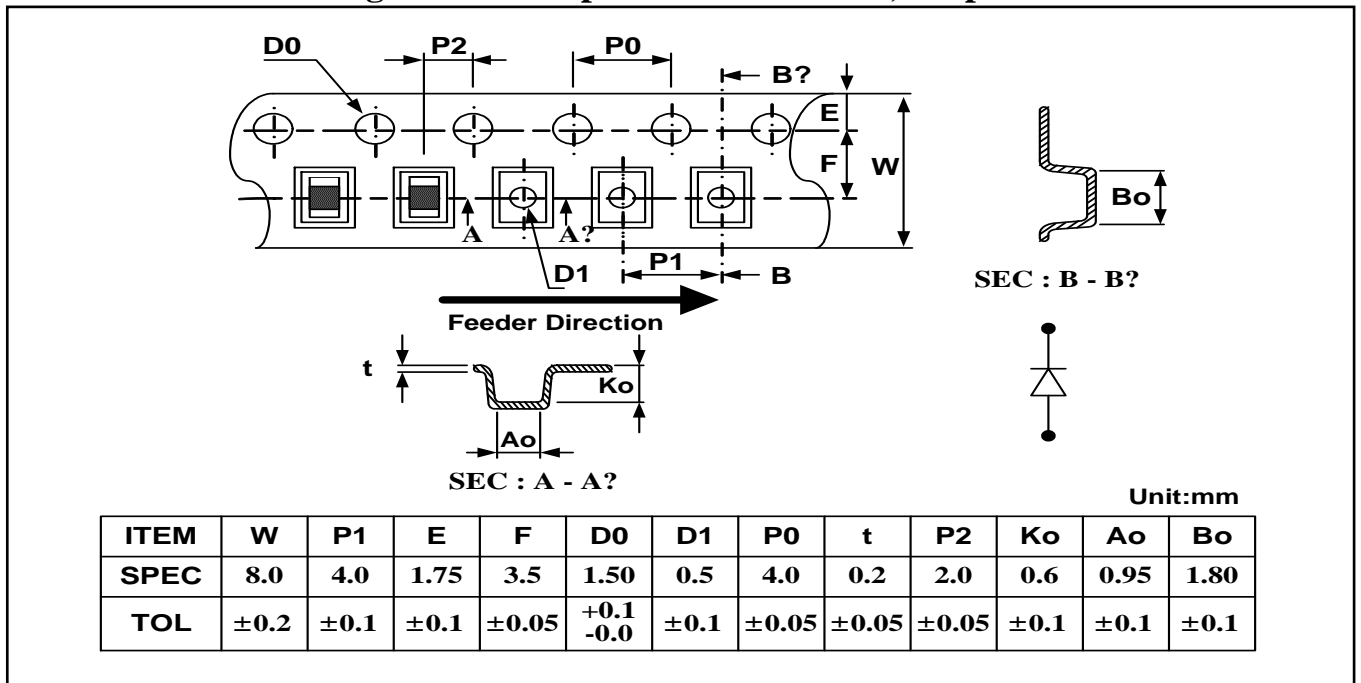 D0 P2 P0
B?
E
F W
A A?
D1 P1 B
Feeder Direction
Bo
SEC : B - B?
t
Ko
Ao
SEC : A - A?
Unit:mm
ITEM W P1 E F D0 D1 P0 t P2 Ko Ao Bo
SPEC 8.0 4.0 1.75 3.5 1.50 0.5 4.0 0.2 2.0 0.6 0.95 1.80
TOL ±0.2 ±0.1 ±0.1 ±0.05 +0.1 -0.0 ±0.1 ±0.05 ±0.05 ±0.05 ±0.1 ±0.1 ±0.1